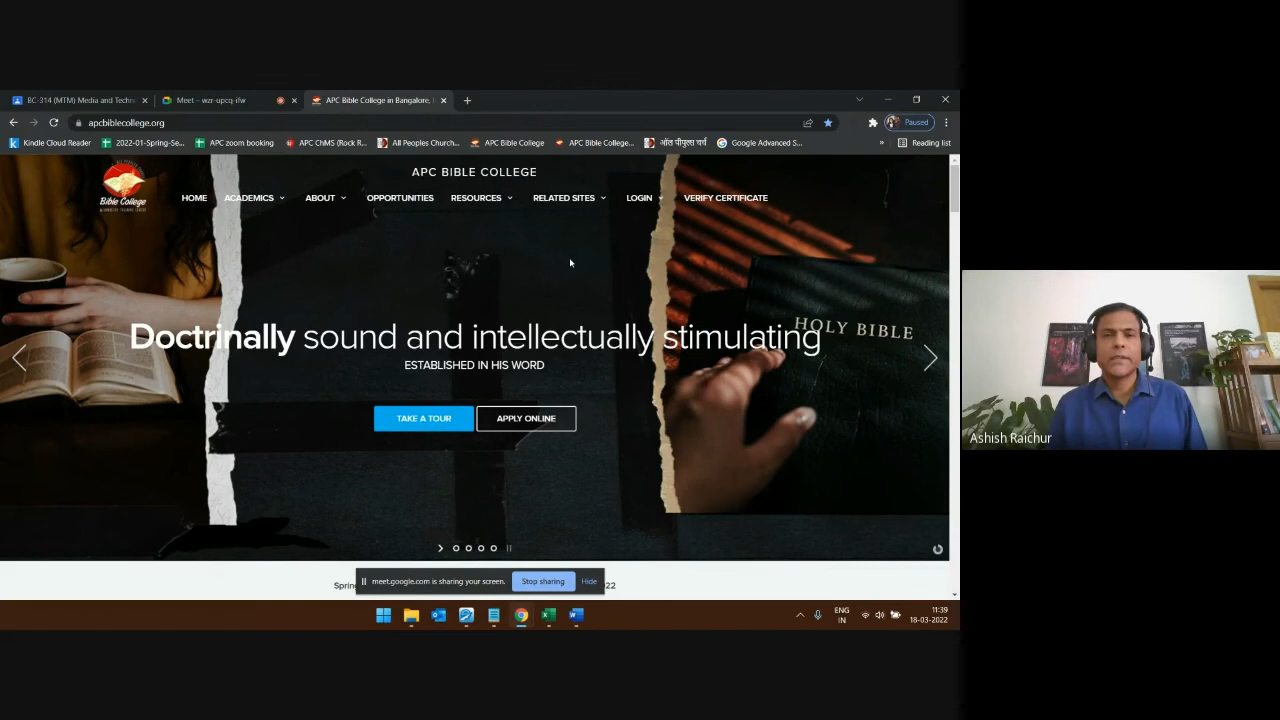 BC-314 (MTM) Media and Techn
Meet – wzr-upcq-ifw
APC Bible College in Bangalore,
apcbiblecollege.org
Paused
Kindle Cloud Reader
2022-01-Spring-Se...
APC zoom booking
APC ChMS (Rock R...
All Peoples Church...
APC Bible College
APC Bible College...
ऑल पीपुल्स चर्च
Google Advanced S...
»
Reading list
APC BIBLE COLLEGE
Bible College
HOME
ACADEMICS
ABOUT
OPPORTUNITIES
RESOURCES
RELATED SITES
LOGIN
VERIFY CERTIFICATE
HOLY BIBLE
Doctrinally sound and intellectually stimulating
ESTABLISHED IN HIS WORD
TAKE A TOUR
APPLY ONLINE
Ashish Raichur
meet.google.com is sharing your screen.
Stop sharing
Hide
Sprin
22
ENG
IN
11:39
18-03-2022